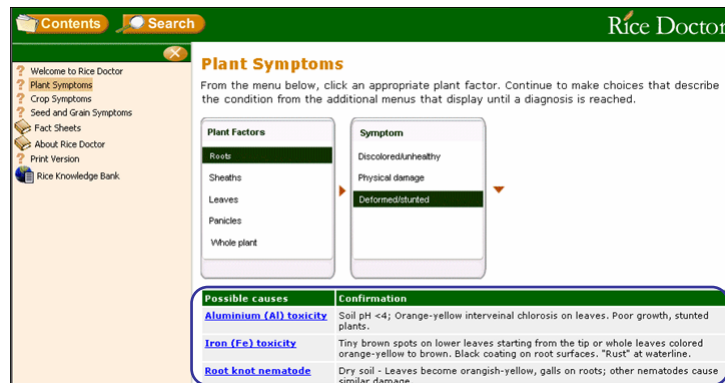 Contents Search Rice Doctor
Welcome to Rice Doctor
Plant Symptoms
Crop Symptoms
Seed and Grain Symptoms
Fact Sheets
About Rice Doctor
Print Version
Rice Knowledge Bank
Plant Symptoms
From the menu below, click an appropriate plant factor. Continue to make choices that describe
the condition from the additional menus that display until a diagnosis is reached.
Plant Factors
Roots
Sheaths
Leaves
Panicles
Whole plant
Symptom
Discolored/unhealthy
Physical damage
Deformed/stunted
Possible causes Confirmation
Aluminium (Al) toxicity Soil pH <4; Orange-yellow interveinal chlorosis on leaves. Poor growth, stunted
plants.
Iron (Fe) toxicity Tiny brown spots on lower leaves starting from the tip or whole leaves colored
orange-yellow to brown. Black coating on root surfaces. "Rust" at waterline.
Root knot nematode Dry soil - Leaves become orangish-yellow, galls on roots; other nematodes cause
similar damage